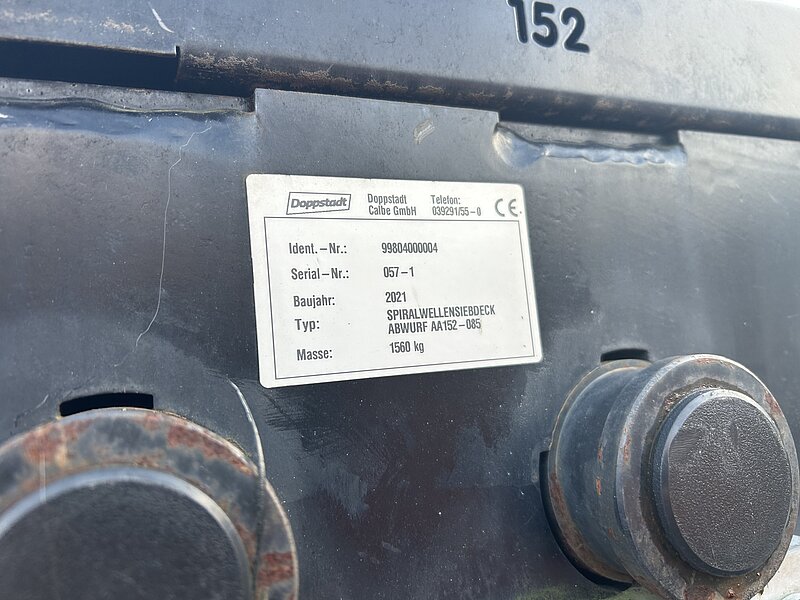 152
Doppstadt
Doppstadt Calbe GmbH
Telefon: 039291/55-0
CE
Ident.-Nr.: 99804000004
Serial-Nr.: 057-1
Baujahr: 2021
Typ: SPIRALWELLENSIEBDECK
ABWURF AA152-085
Masse: 1560 kg